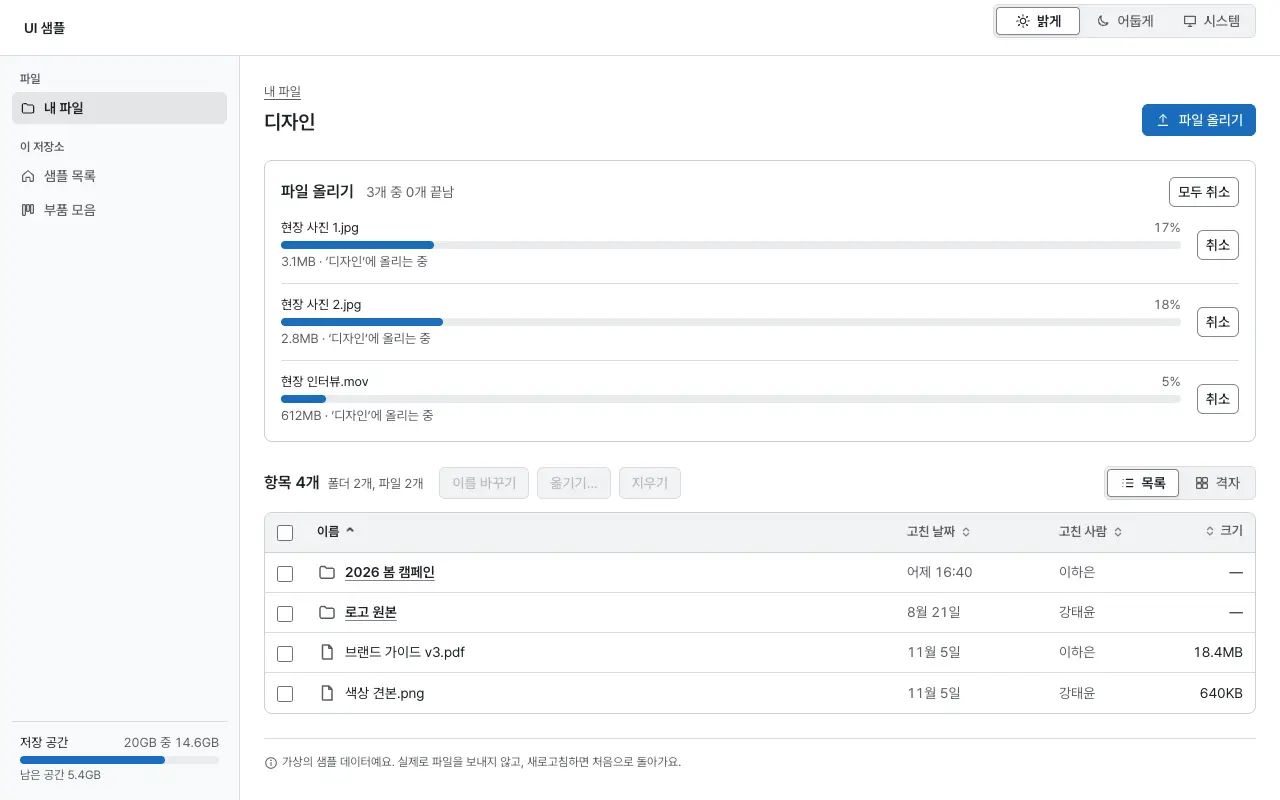 UI 샘플
밝게
어둡게
시스템
파일
내 파일
이 저장소
샘플 목록
부품 모음
저장 공간 20GB 중 14.6GB
남은 공간 5.4GB
내 파일
디자인
파일 올리기
파일 올리기 3개 중 0개 끝남
모두 취소
현장 사진 1.jpg 17%
취소
3.1MB · ‘디자인’에 올리는 중
현장 사진 2.jpg 18%
취소
2.8MB · ‘디자인’에 올리는 중
현장 인터뷰.mov 5%
취소
612MB · ‘디자인’에 올리는 중
항목 4개 폴더 2개, 파일 2개 이름 바꾸기 옮기기... 지우기 목록 격자
이름 고친 날짜 고친 사람 크기
2026 봄 캠페인 어제 16:40 이하은 —
로고 원본 8월 21일 강태윤 —
브랜드 가이드 v3.pdf 11월 5일 이하은 18.4MB
색상 견본.png 11월 5일 강태윤 640KB
가상의 샘플 데이터예요. 실제로 파일을 보내지 않고, 새로고침하면 처음으로 돌아가요.